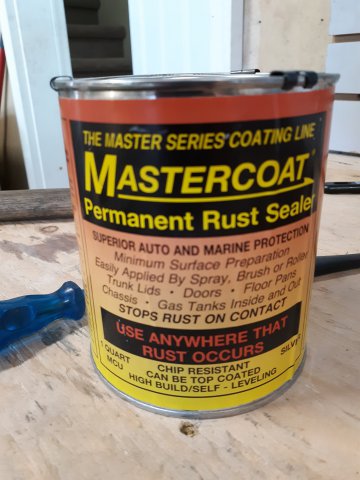 THE MASTER SERIES COATING LINE
MASTERCOAT
Permanent Rust Sealer
SUPERIOR AUTO AND MARINE PROTECTION
Minimum Surface Preparation
Easily Applied By Spray, Brush or Roller
Trunk Lids • Doors • Floor Pans
Chassis • Gas Tanks Inside and Out
STOPS RUST ON CONTACT
USE ANYWHERE THAT
RUST OCCURS
1 QUART
MCU
CHIP RESISTANT
CAN BE TOP COATED
HIGH BUILD/SELF - LEVELING
SILVER